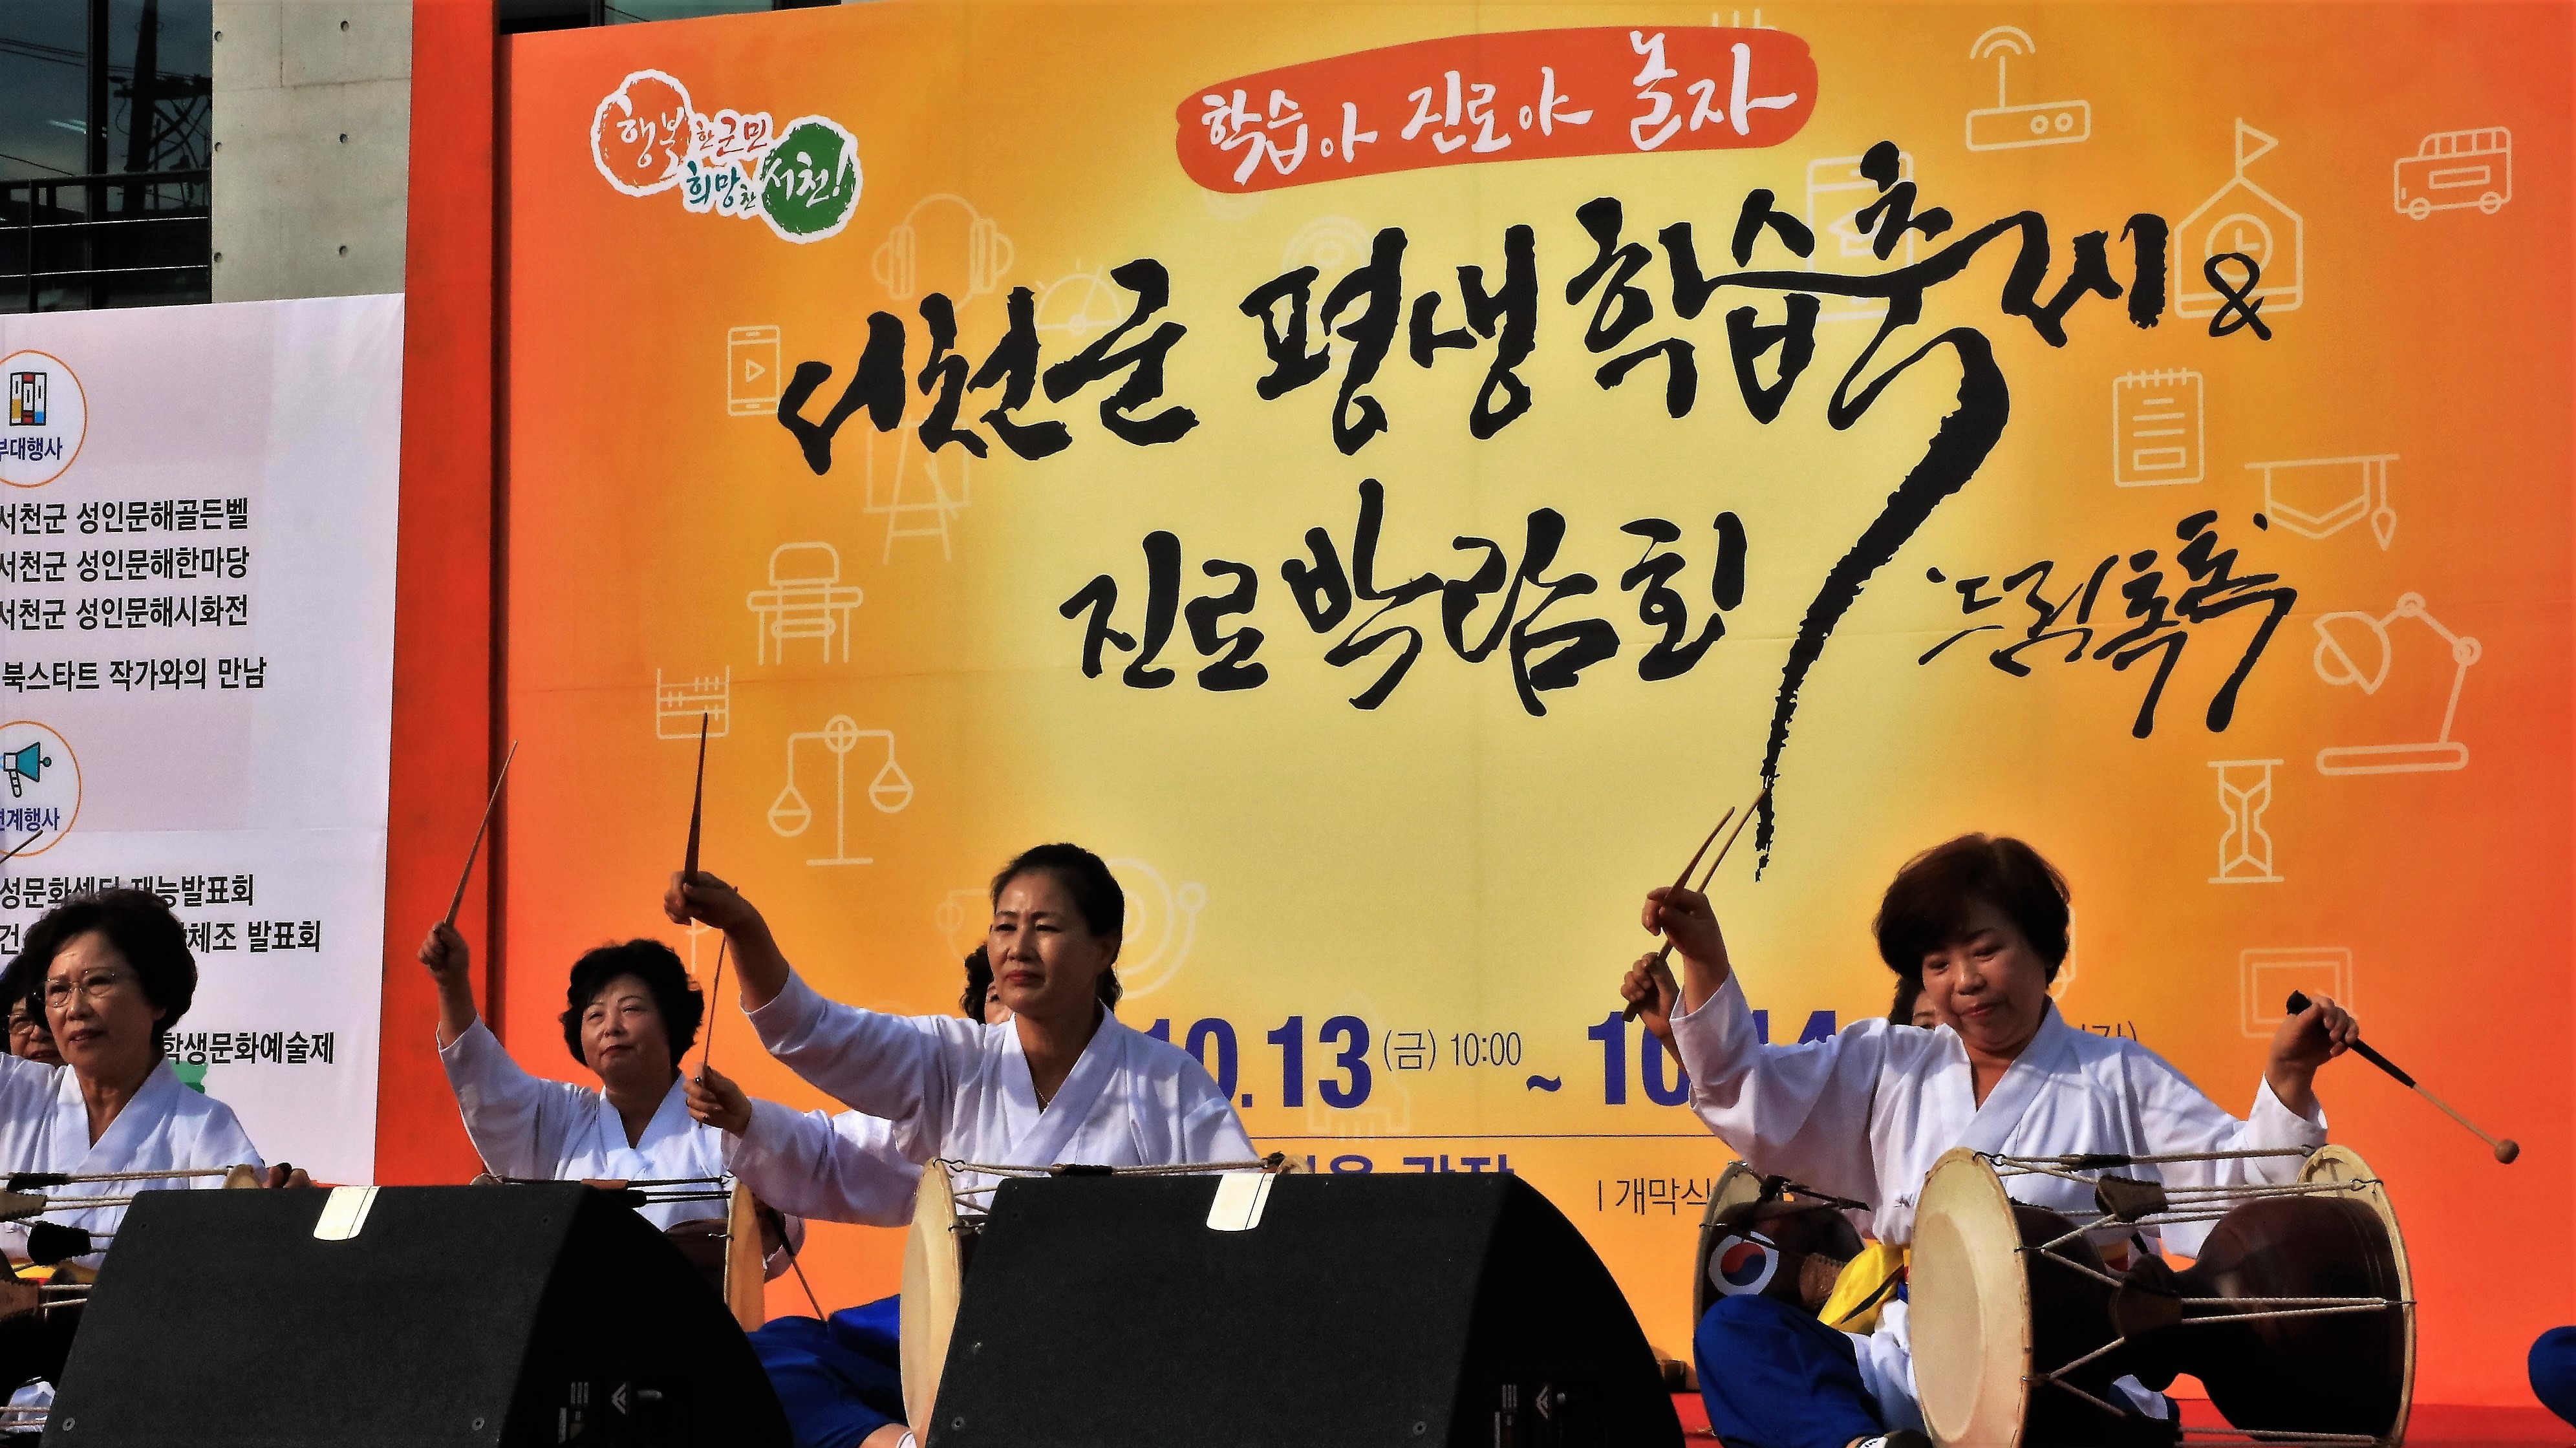 행복한군민
희망찬서천!
학습아 진로야 놀자
서천군 평생학습축제 &
진로박람회 드림톡톡
부대행사
서천군 성인문해골든벨
서천군 성인문해한마당
서천군 성인문해시화전
북스타트 작가와의 만남
연계행사
발표회
체조 발표회
학생문화예술제
10.13 (금) 10:00 ~
개막식